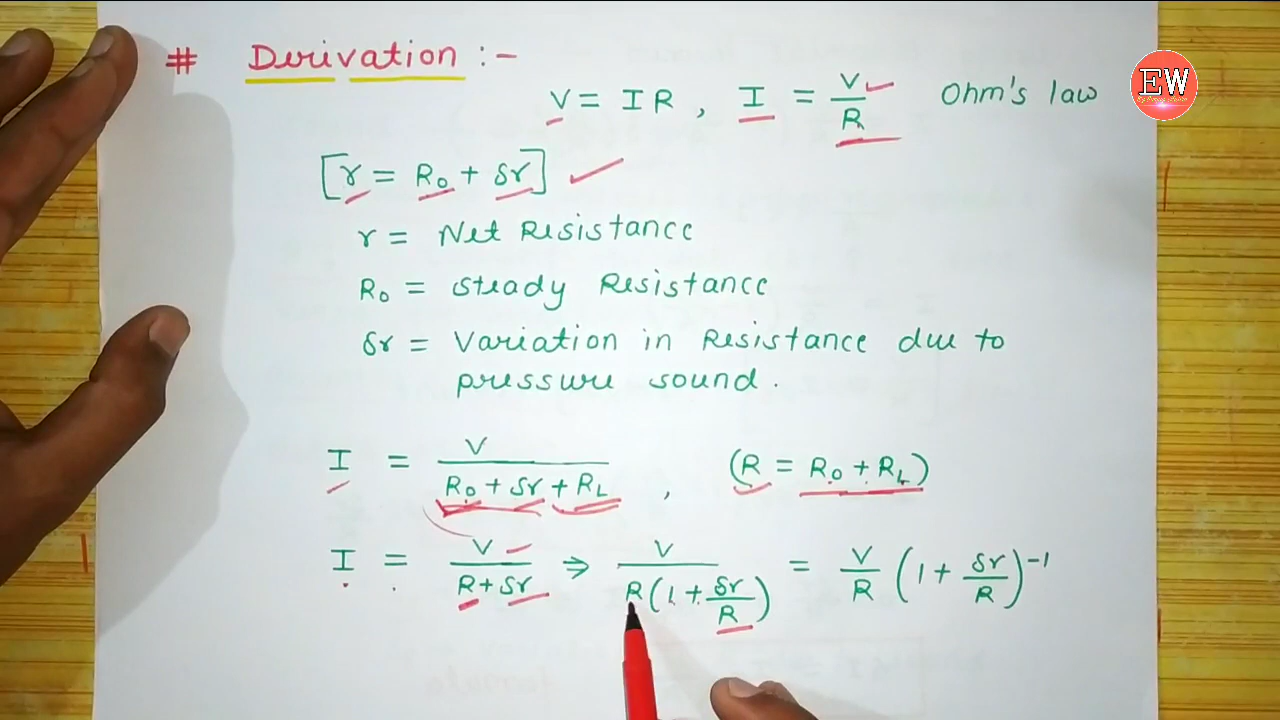 # Derivation :-
V = IR , I = V/R Ohm's law
[r = R₀ + δr]
r = Net Resistance
R₀ = Steady Resistance
δr = Variation in Resistance due to
pressure sound.
I = V/(R₀ + δr + R_L) , (R = R₀ + R_L)
I = V/(R + δr) ⇒ V/(R(1 + δr/R)) = V/R (1 + δr/R)⁻¹
EW